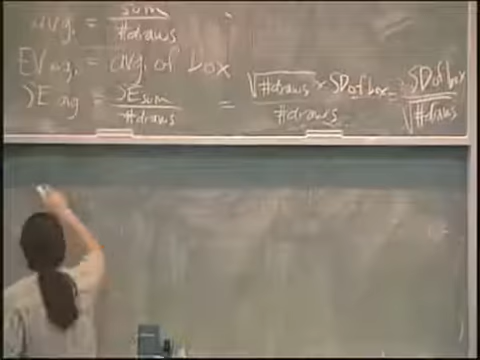 avg. = sum / #draws
EV avg. = avg. of box
SE avg = SE sum / #draws = √#draws × SD of box / #draws = SD of box / √#draws